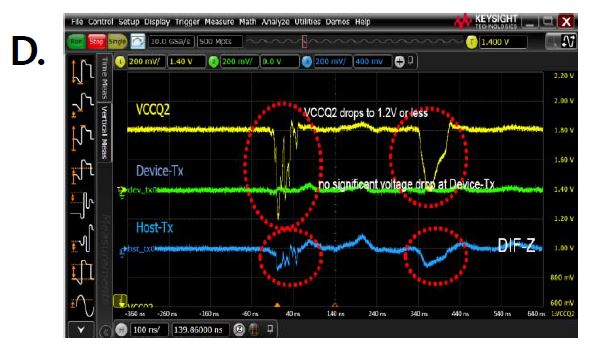 D.
File Control Setup Display Trigger Measure Math Analyze Utilities Demos Help
KEYSIGHT
TECHNOLOGIES
Run Stop Single 20.0 GSa/s 500 Mpts T 1.400 V
1 200 mV/ 1.40 V 2 200 mV/ 0.0 V 3 200 mV/ 400 mV
Time Meas
Vertical Meas
Measurements
2.20 V
2.00 V
VCCQ2
VCCQ2 drops to 1.2V or less
1.80 V
1.60 V
Device-Tx
no significant voltage drop at Device-Tx
dev_tx0
1.40 V
1.20 V
Host-Tx
hst_tx0
DIF-Z
1.00 V
800 mV
600 mV
VCCQ2
-360 ns -260 ns -160 ns -60 ns 40 ns 140 ns 240 ns 340 ns 440 ns 540 ns 640 ns
1:VCCQ2
H 100 ns/ 139.86000 ns